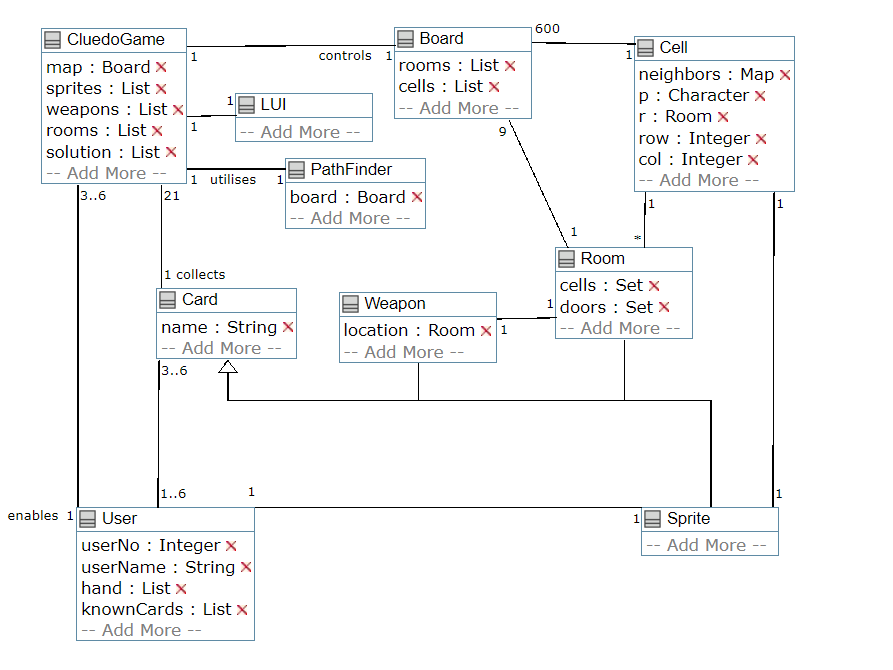 CluedoGame
map : Board
sprites : List
weapons : List
rooms : List
solution : List
-- Add More --
1
controls
1
Board
rooms : List
cells : List
-- Add More --
600
1
Cell
neighbors : Map
p : Character
r : Room
row : Integer
col : Integer
-- Add More --
1
1
LUI
-- Add More --
1
utilises
1
PathFinder
board : Board
-- Add More --
3..6
21
9
1
1
*
1
1 collects
Card
name : String
-- Add More --
Weapon
location : Room
-- Add More --
1
1
Room
cells : Set
doors : Set
-- Add More --
3..6
1..6
1
1
enables 1
User
userNo : Integer
userName : String
hand : List
knownCards : List
-- Add More --
1
Sprite
-- Add More --